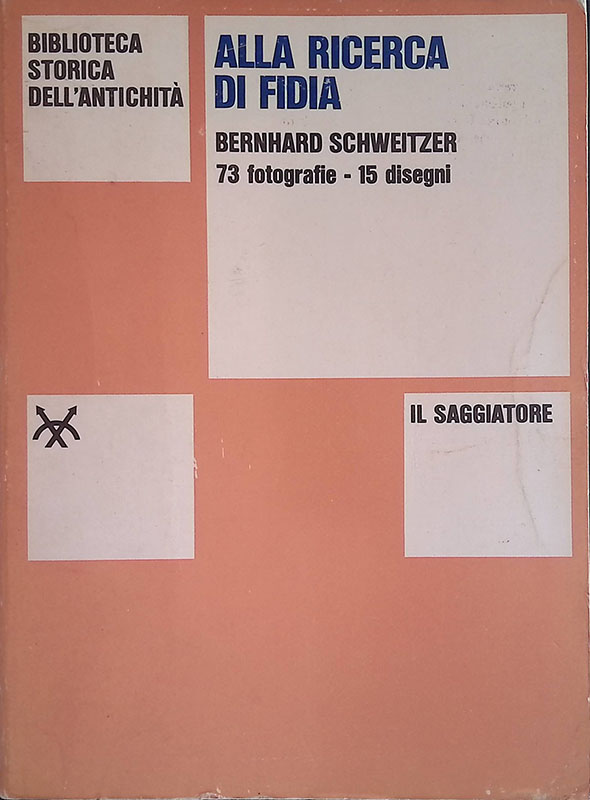 BIBLIOTECA
STORICA
DELL'ANTICHITÀ
ALLA RICERCA
DI FIDIA
BERNHARD SCHWEITZER
73 fotografie - 15 disegni
IL SAGGIATORE